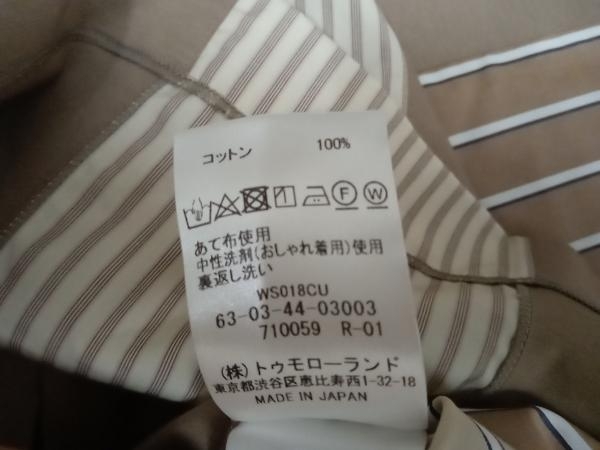 コットン 100%
F W
あて布使用
中性洗剤(おしゃれ着用)使用
裏返し洗い
WS018CU
63-03-44-03003
710059 R-01
(株)トゥモローランド
東京都渋谷区恵比寿西1-32-18
MADE IN JAPAN